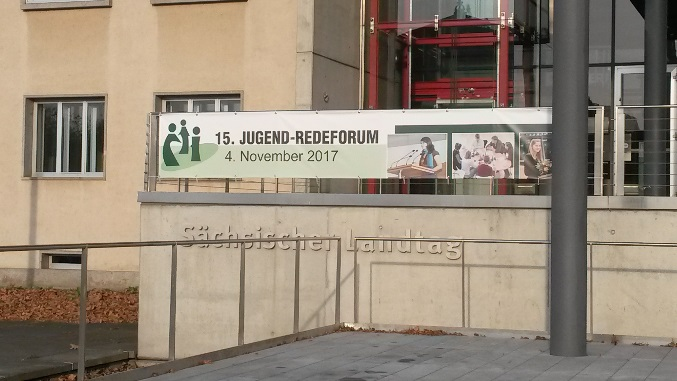 15. JUGEND-REDEFORUM
4. November 2017
Sächsischer Landtag